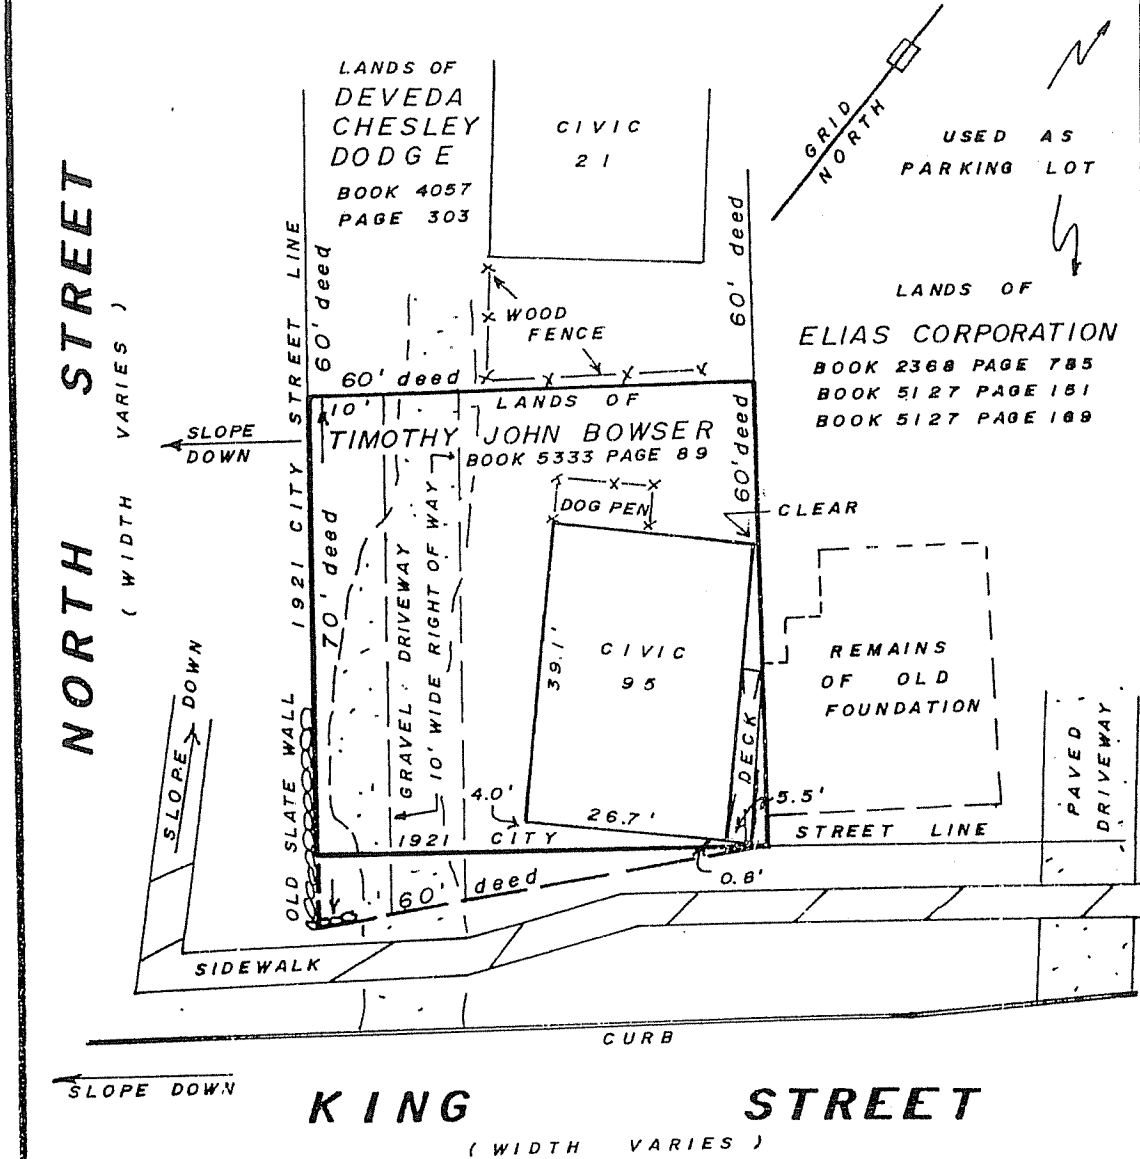 LANDS OF
DEVEDA
CHESLEY
DODGE
BOOK 4057
PAGE 303
CIVIC
21
GRID
NORTH
USED AS
PARKING LOT
LANDS OF
ELIAS CORPORATION
BOOK 2368 PAGE 785
BOOK 5127 PAGE 151
BOOK 5127 PAGE 169
NORTH STREET
( WIDTH VARIES )
1921 CITY STREET LINE
60' deed
60' deed
WOOD
FENCE
60' deed
10'
LANDS OF
TIMOTHY JOHN BOWSER
BOOK 5333 PAGE 89
SLOPE
DOWN
60' deed
DOG PEN
CLEAR
70' deed
GRAVEL DRIVEWAY
10' WIDE RIGHT OF WAY
39.1'
CIVIC
95
REMAINS
OF OLD
FOUNDATION
DECK
SLOPE DOWN
OLD SLATE WALL
4.0'
26.7'
5.5'
PAVED
DRIVEWAY
1921 CITY STREET LINE
0.6'
60' deed
SIDEWALK
CURB
SLOPE DOWN
KING STREET
( WIDTH VARIES )